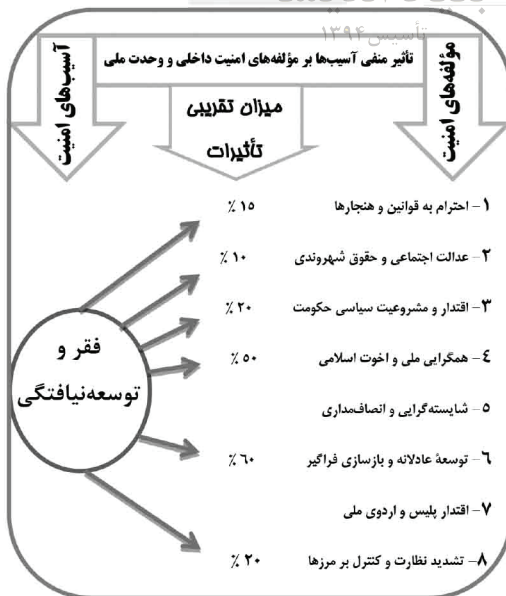 تأسیس ۱۳۹۴
تأثیر منفی آسیب‌ها بر مؤلفه‌های امنیت داخلی و وحدت ملی
مؤلفه‌های امنیت
میزان تقریبی
تأثیرات
آسیب‌های امنیت
۱- احترام به قوانین و هنجارها ۱۵ ٪
۲- عدالت اجتماعی و حقوق شهروندی ۱۰ ٪
۳- اقتدار و مشروعیت سیاسی حکومت ۲۰ ٪
۴- همگرایی ملی و اخوت اسلامی ۵۰ ٪
۵- شایسته‌گرایی و انصاف‌مداری
۶- توسعهٔ عادلانه و بازسازی فراگیر ۶۰ ٪
۷- اقتدار پلیس و اردوی ملی
۸- تشدید نظارت و کنترل بر مرزها ۲۰ ٪
فقر و
توسعه‌نیافتگی